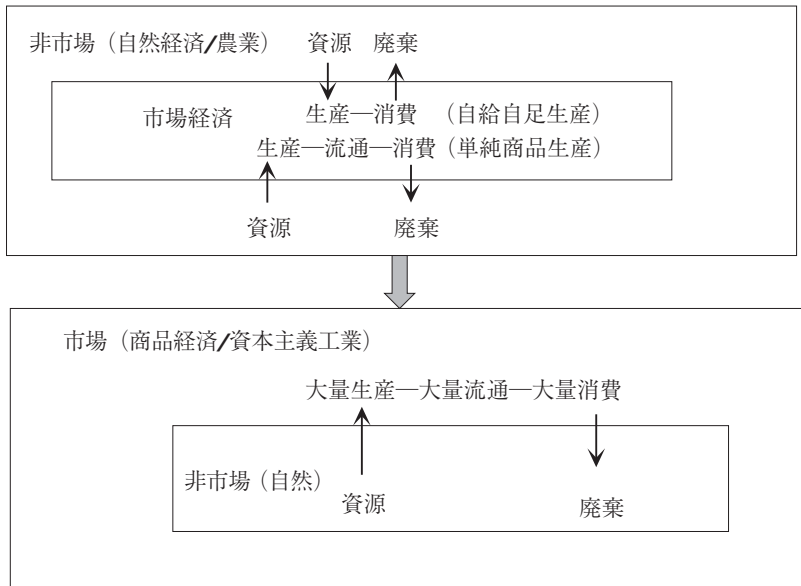 非市場（自然経済/農業） 資源 廃棄
市場経済 生産—消費 （自給自足生産）
生産—流通—消費（単純商品生産）
資源 廃棄
市場（商品経済/資本主義工業）
大量生産—大量流通—大量消費
非市場（自然）
資源 廃棄